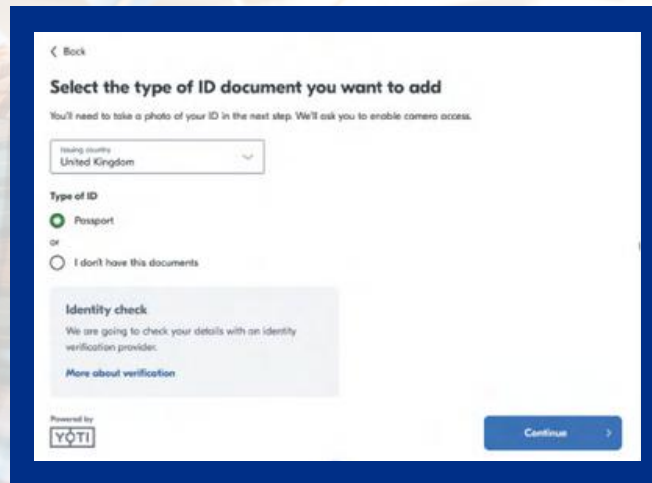 Back
Select the type of ID document you want to add
You'll need to take a photo of your ID in the next step. We'll ask you to enable camera access.
Issuing country
United Kingdom
Type of ID
Passport
or
I don't have this documents
Identity check
We are going to check your details with an identity
verification provider.
More about verification
Powered by
YOTI
Continue